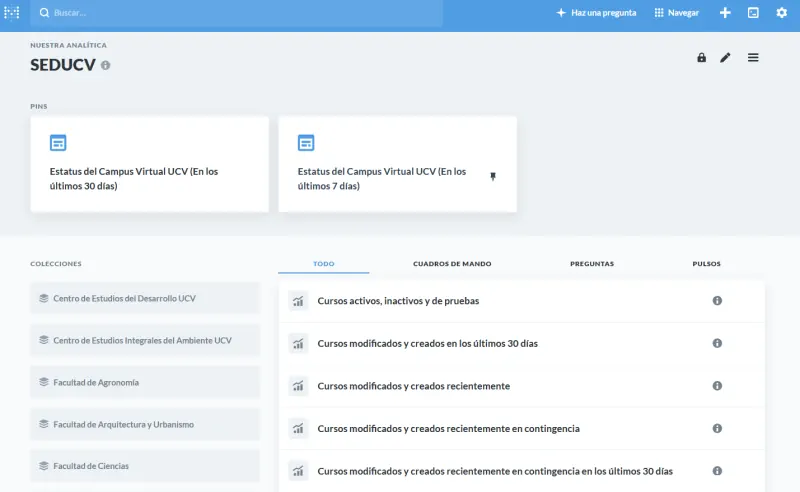 Buscar...
Haz una pregunta
Navegar
NUESTRA ANALÍTICA
SEDUCV
PINS
Estatus del Campus Virtual UCV (En los
últimos 30 días)
Estatus del Campus Virtual UCV (En los
últimos 7 días)
COLECCIONES
Centro de Estudios del Desarrollo UCV
Centro de Estudios Integrales del Ambiente UCV
Facultad de Agronomía
Facultad de Arquitectura y Urbanismo
Facultad de Ciencias
TODO
CUADROS DE MANDO
PREGUNTAS
PULSOS
Cursos activos, inactivos y de pruebas
Cursos modificados y creados en los últimos 30 días
Cursos modificados y creados recientemente
Cursos modificados y creados recientemente en contingencia
Cursos modificados y creados recientemente en contingencia en los últimos 30 días